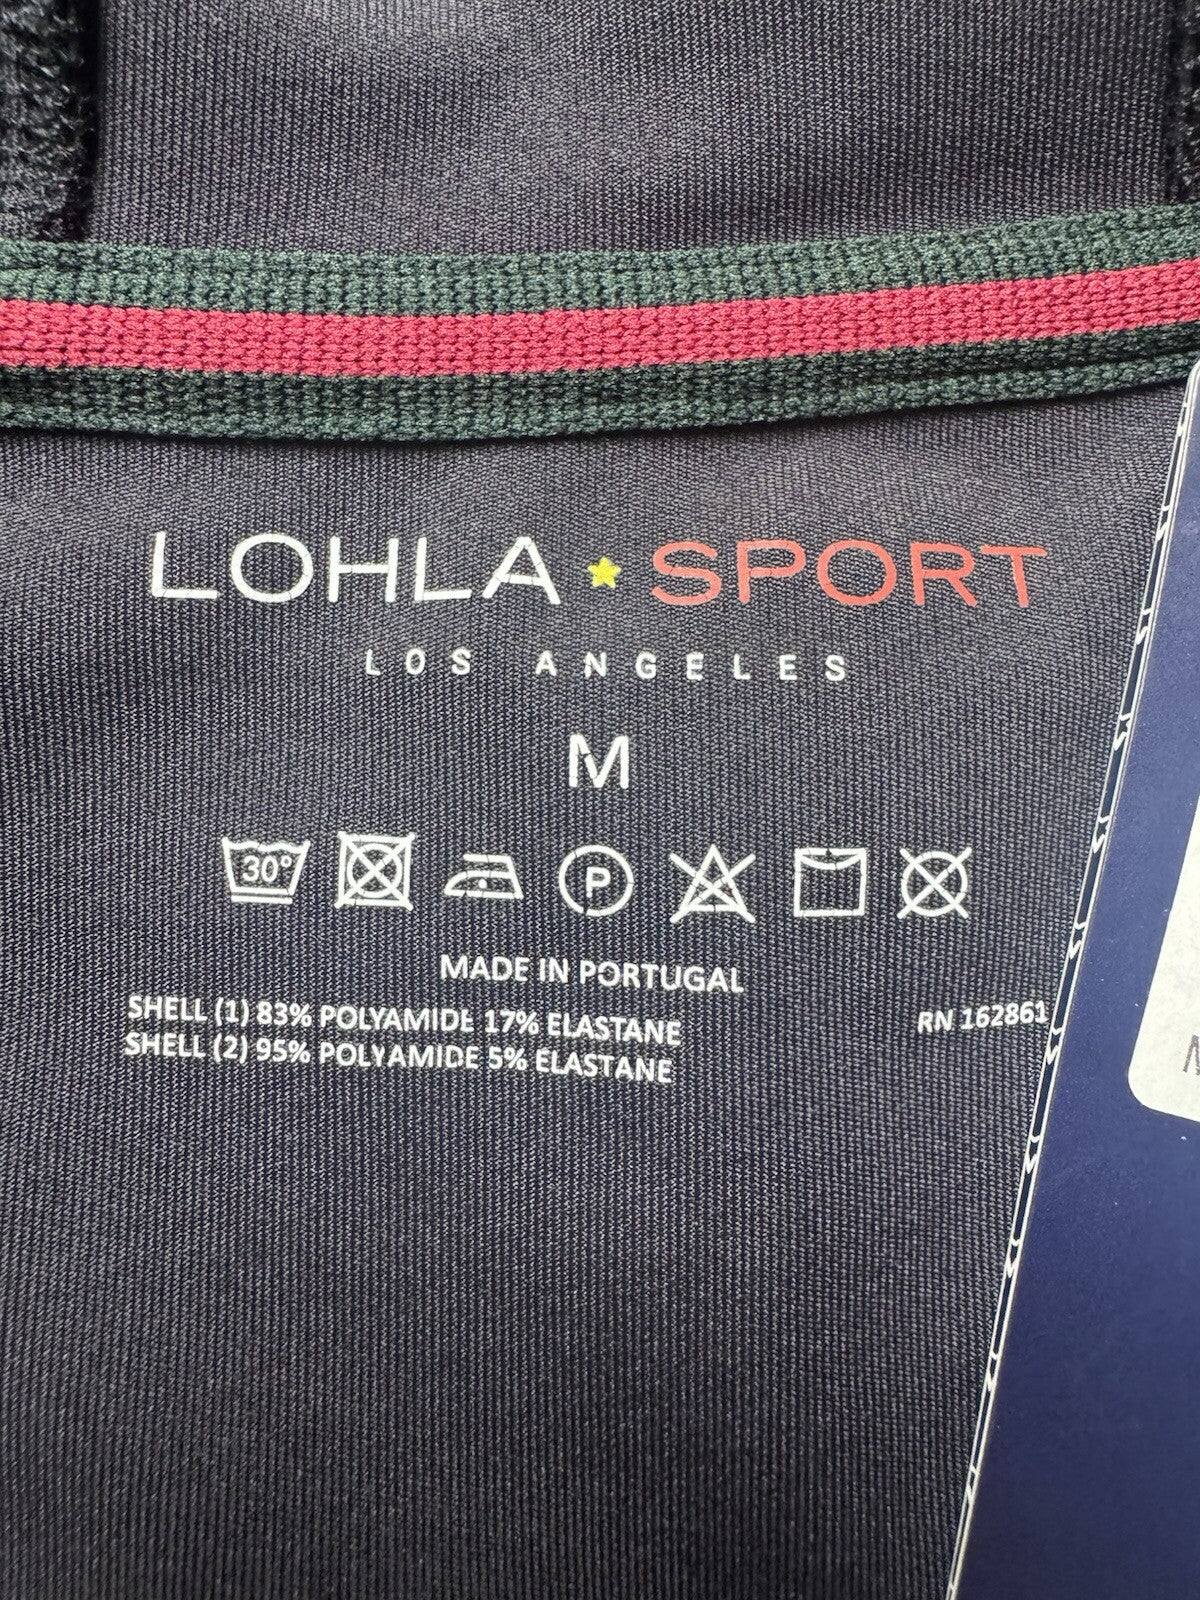 LOHLA SPORT
LOS ANGELES
M
30°
P
MADE IN PORTUGAL
SHELL (1) 83% POLYAMIDE 17% ELASTANE
SHELL (2) 95% POLYAMIDE 5% ELASTANE
RN 162861